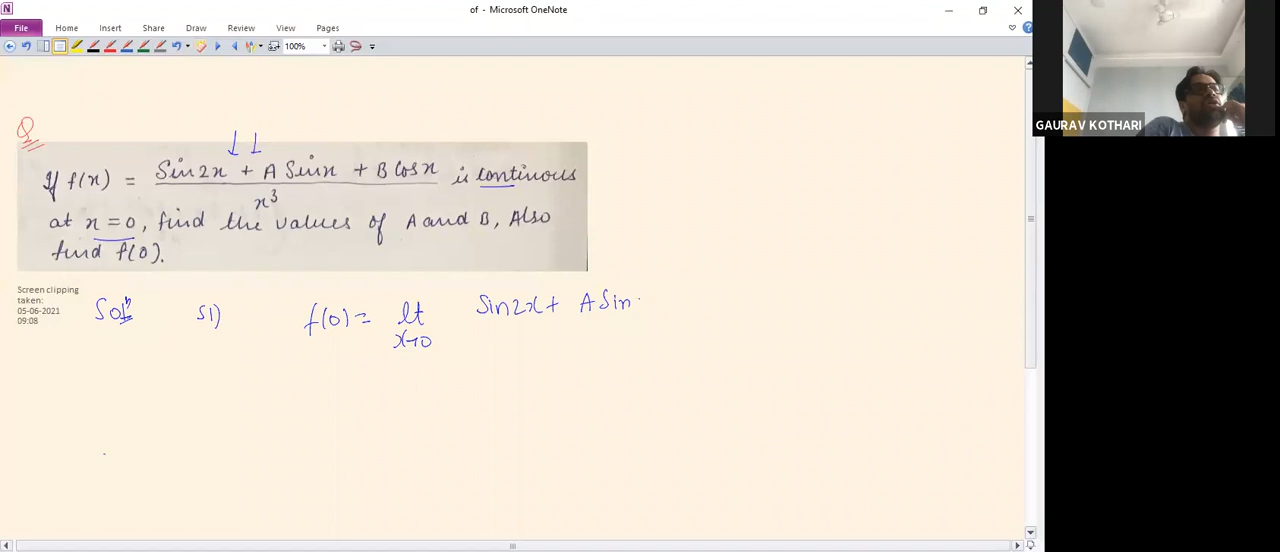 of - Microsoft OneNote
File Home Insert Share Draw Review View Pages
100%
GAURAV KOTHARI
Q
If f(x) = Sin2x + A Sinx + B Cosx is continous
x³
at x = 0, find the values of A and B, Also
find f(0).
Screen clipping
taken:
05-06-2021
09:08
Solⁿ S1) f(0) = lt Sin2x + A Sin
x→0